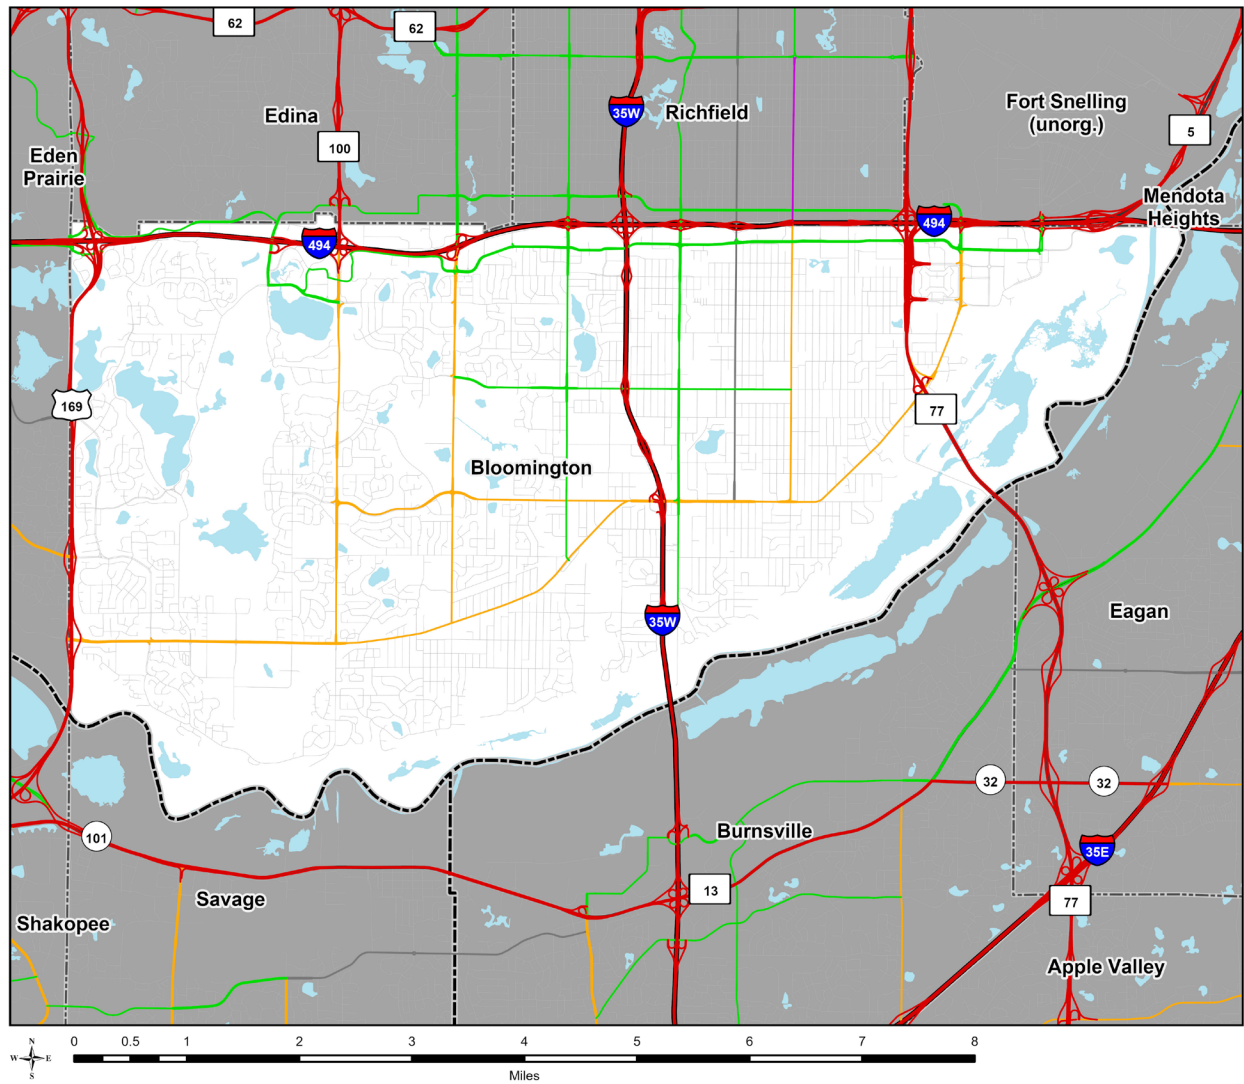 62
62
35W
Richfield
Fort Snelling
(unorg.)
Edina
5
100
Eden
Prairie
Mendota
Heights
494
494
169
77
Bloomington
Eagan
35W
32
32
Burnsville
101
35E
13
Savage
77
Shakopee
Apple Valley
N
W E
S
0 0.5 1 2 3 4 5 6 7 8
Miles